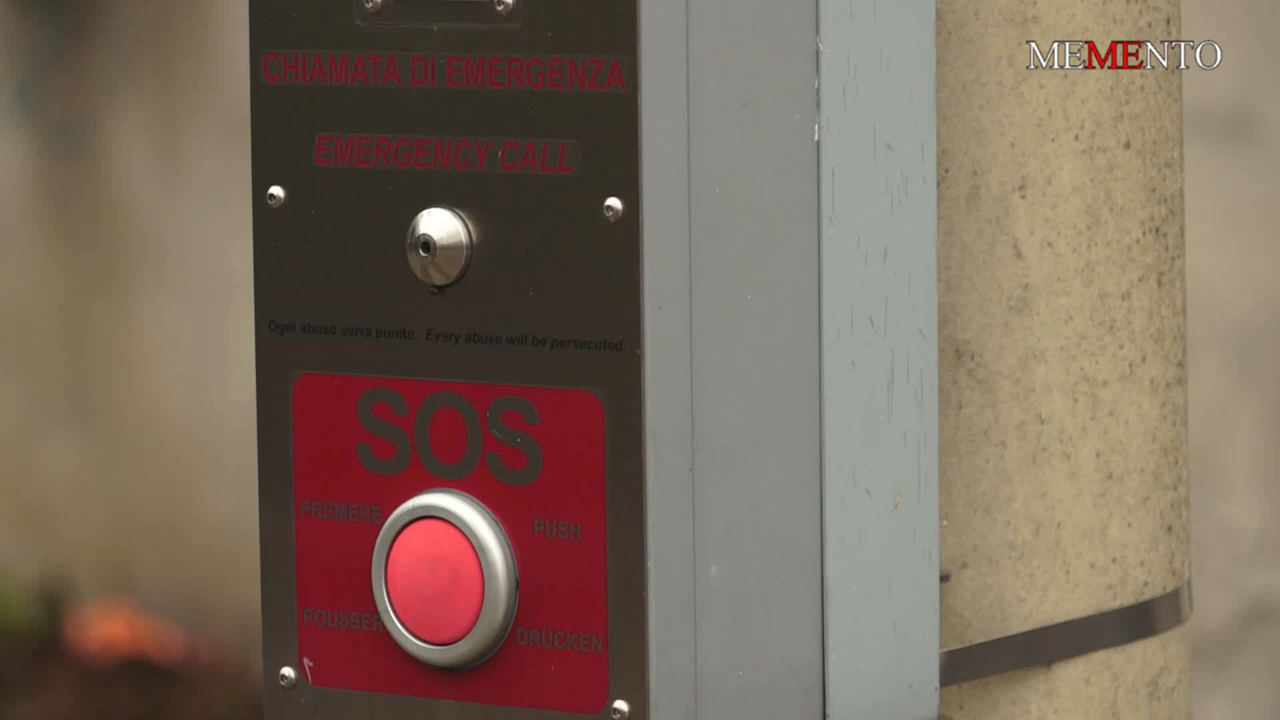 MEMENTO
CHIAMATA DI EMERGENZA
EMERGENCY CALL
Ogni abuso verrà punito. Every abuse will be persecuted.
SOS
PREMERE PUSH
POUSSER DRÜCKEN